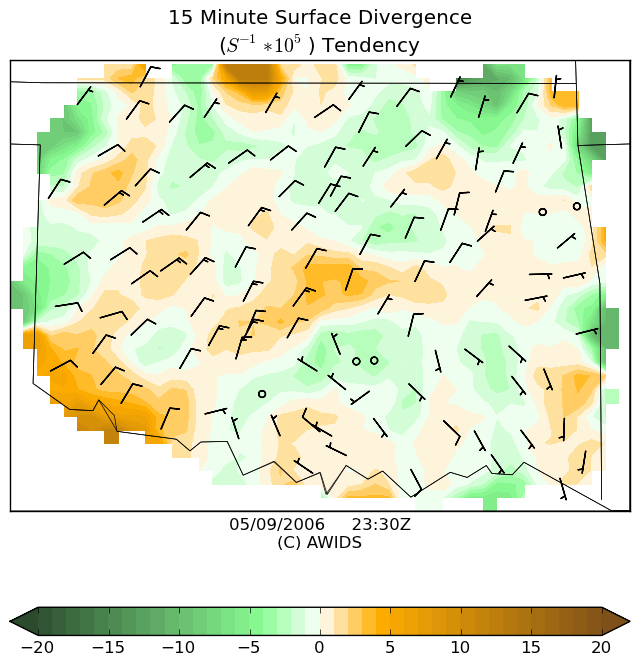 15 Minute Surface Divergence
(S⁻¹ *10⁵ ) Tendency
05/09/2006 23:30Z
(C) AWIDS
−20 −15 −10 −5 0 5 10 15 20